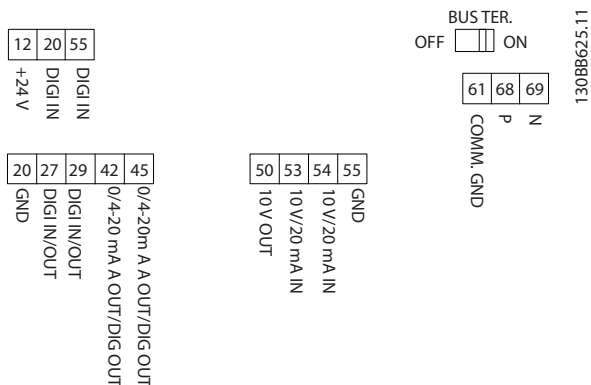 BUS TER.
OFF ON
130BB625.11
12 20 55
+24 V
DIGI IN
DIGI IN
61 68 69
COMM. GND
P
N
20 27 29 42 45
GND
DIGI IN/OUT
DIGI IN/OUT
0/4-20 mA A OUT/DIG OUT
0/4-20m A A OUT/DIG OUT
50 53 54 55
10 V OUT
10 V/20 mA IN
10 V/20 mA IN
GND